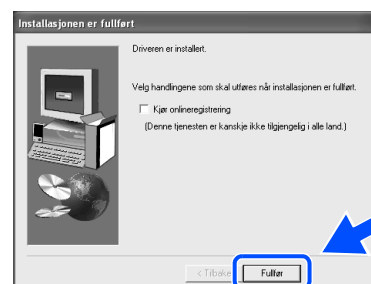 Installasjonen er fullført
Driveren er installert.
Velg handlingene som skal utføres når installasjonen er fullført.
Kjør onlineregistrering
(Denne tjenesten er kanskje ikke tilgjengelig i alle land.)
< Tilbake
Fullfør